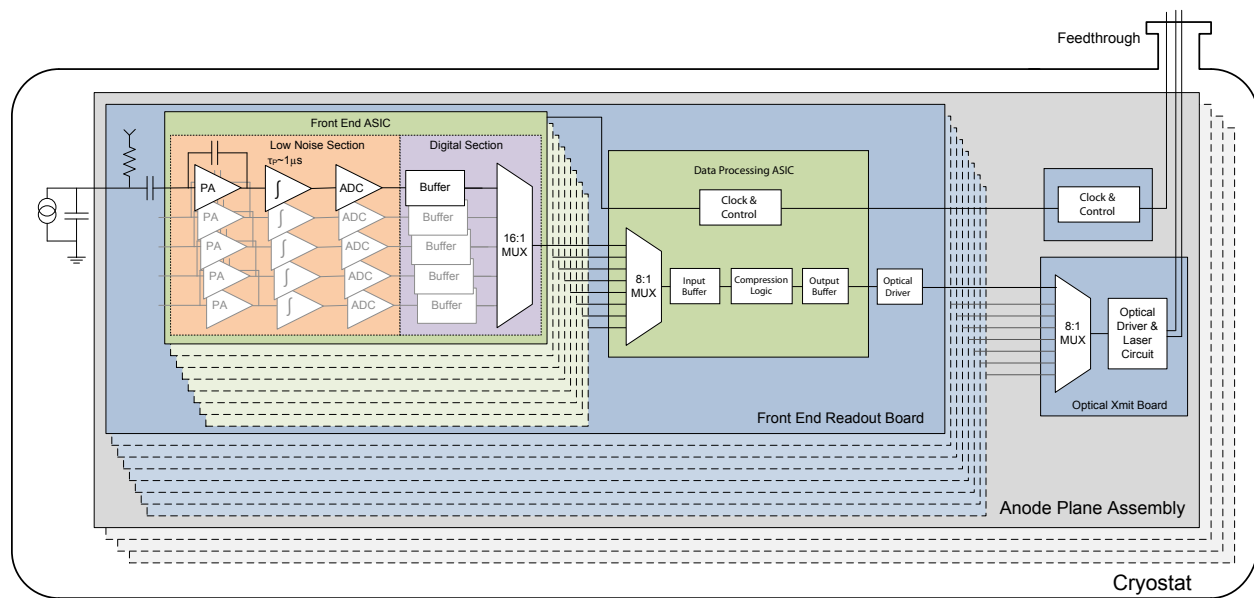 Feedthrough
Front End ASIC
Low Noise Section
τP~1μs
Digital Section
PA
∫
ADC
Buffer
PA
∫
ADC
Buffer
PA
∫
ADC
Buffer
PA
∫
ADC
Buffer
PA
∫
ADC
Buffer
16:1
MUX
Data Processing ASIC
Clock &
Control
8:1
MUX
Input
Buffer
Compression
Logic
Output
Buffer
Optical
Driver
Clock &
Control
8:1
MUX
Optical
Driver &
Laser
Circuit
Optical Xmit Board
Front End Readout Board
Anode Plane Assembly
Cryostat